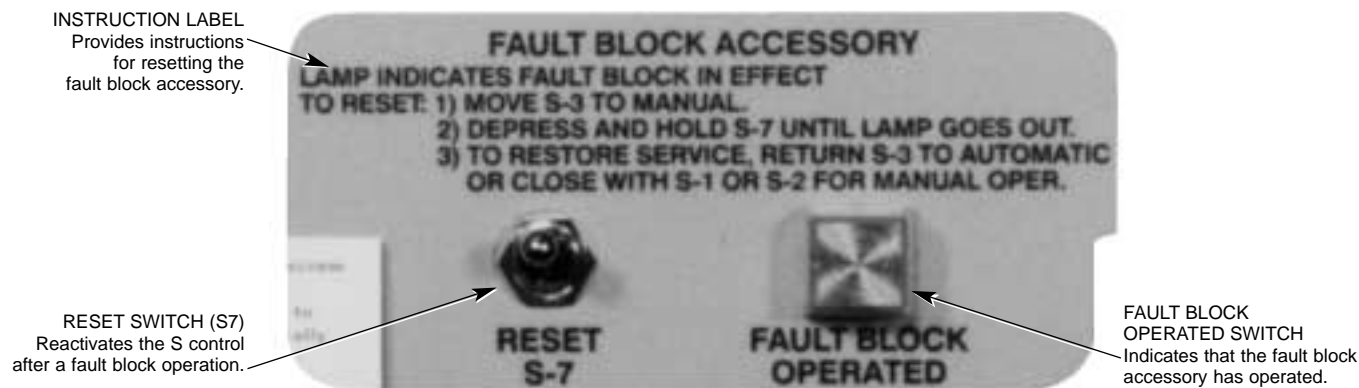 INSTRUCTION LABEL
Provides instructions
for resetting the
fault block accessory.
FAULT BLOCK ACCESSORY
LAMP INDICATES FAULT BLOCK IN EFFECT
TO RESET: 1) MOVE S-3 TO MANUAL.
2) DEPRESS AND HOLD S-7 UNTIL LAMP GOES OUT.
3) TO RESTORE SERVICE, RETURN S-3 TO AUTOMATIC
OR CLOSE WITH S-1 OR S-2 FOR MANUAL OPER.
RESET SWITCH (S7)
Reactivates the S control
after a fault block operation.
RESET
S-7
FAULT BLOCK
OPERATED
FAULT BLOCK
OPERATED SWITCH
Indicates that the fault block
accessory has operated.